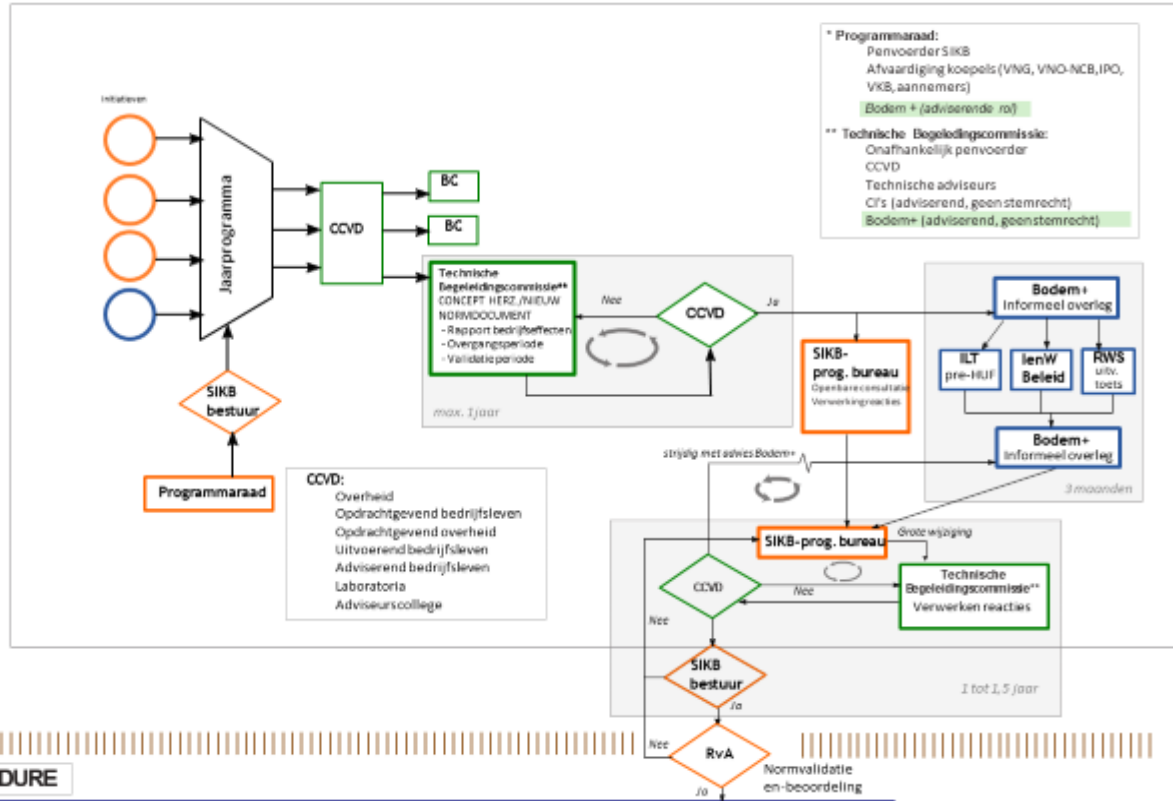 * Programmaraad:
Penvoerder SIKB
Afvaardiging koepels (VNG, VNO-NCB, IPO,
VKB, aannemers)
Bodem + (adviserende rol)
** Technische Begeledingscommissie:
Onafhankelijk penvoerder
CCVD
Technische adviseurs
CI's (adviserend, geen stemrecht)
Bodem+ (adviserend, geen stemrecht)
Initiatieven
Jaarprogramma
CCVD
BC
BC
Technische
Begeleidingscommissie**
CONCEPT HERZ./NIEUW
NORMDOCUMENT
- Rapport bedrijfseffecten
- Overgangsperiode
- Validatie periode
Nee
CCVD
Ja
max. 1 jaar
SIKB-
prog. bureau
Openbare consultatie
Verwerking reacties
Bodem+
Informeel overleg
ILT
pre-HUF
IenW
Beleid
RWS
uitv.
toets
Bodem+
Informeel overleg
3 maanden
SIKB
bestuur
Programmaraad
CCVD:
Overheid
Opdrachtgevend bedrijfsleven
Opdrachtgevend overheid
Uitvoerend bedrijfsleven
Adviserend bedrijfsleven
Laboratoria
Adviseurscollege
strijdig met advies Bodem+
SIKB-prog. bureau
Grote wijziging
CCVD
Nee
Technische
Begeleidingscommissie**
Verwerken reacties
Nee
SIKB
bestuur
Ja
1 tot 1,5 jaar
Nee
RvA
Normvalidatie
en-beoordeling
Ja
DURE